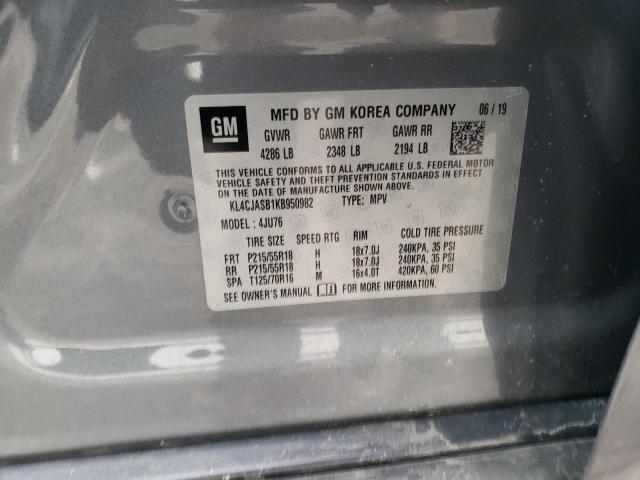 GM MFD BY GM KOREA COMPANY 06/19
GVWR GAWR FRT GAWR RR
4286 LB 2348 LB 2194 LB
THIS VEHICLE CONFORMS TO ALL APPLICABLE U.S. FEDERAL MOTOR
VEHICLE SAFETY, BUMPER, AND THEFT PREVENTION STANDARDS IN EFFECT
ON THE DATE OF MANUFACTURE SHOWN ABOVE.
KL4CJASB1KB950982 TYPE: MPV
MODEL: 4JU76
TIRE SIZE SPEED RTG RIM COLD TIRE PRESSURE
FRT P215/55R18 H 18x7.0J 240KPA, 35 PSI
RR P215/55R18 H 18x7.0J 240KPA, 35 PSI
SPA T125/70R16 M 16x4.0T 420KPA, 60 PSI
SEE OWNER'S MANUAL FOR MORE INFORMATION.